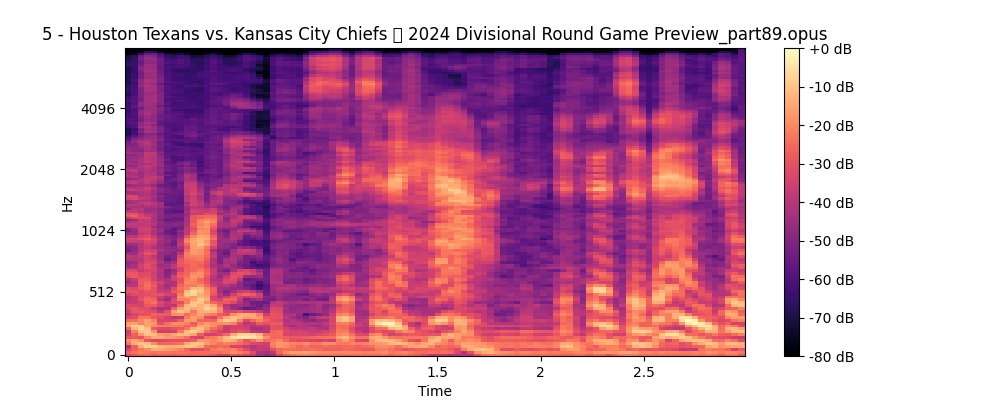 5 - Houston Texans vs. Kansas City Chiefs ▯ 2024 Divisional Round Game Preview_part89.opus
+0 dB
-10 dB
-20 dB
-30 dB
-40 dB
-50 dB
-60 dB
-70 dB
-80 dB
4096
2048
1024
512
0
Hz
0
0.5
1
1.5
2
2.5
Time